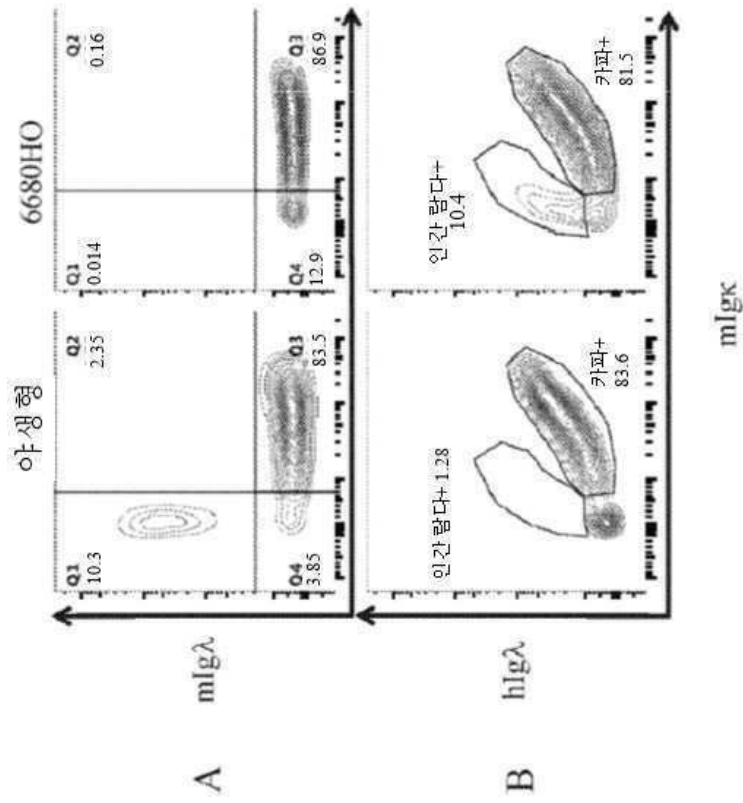 야생형
6680HO
A
mIgλ
Q1
10.3
Q2
2.35
Q4
3.85
Q3
83.5
Q1
0.014
Q2
0.16
Q4
12.9
Q3
86.9
B
hIgλ
인간 람다+ 1.28
카파+
83.6
인간 람다+
10.4
카파+
81.5
mIgκ